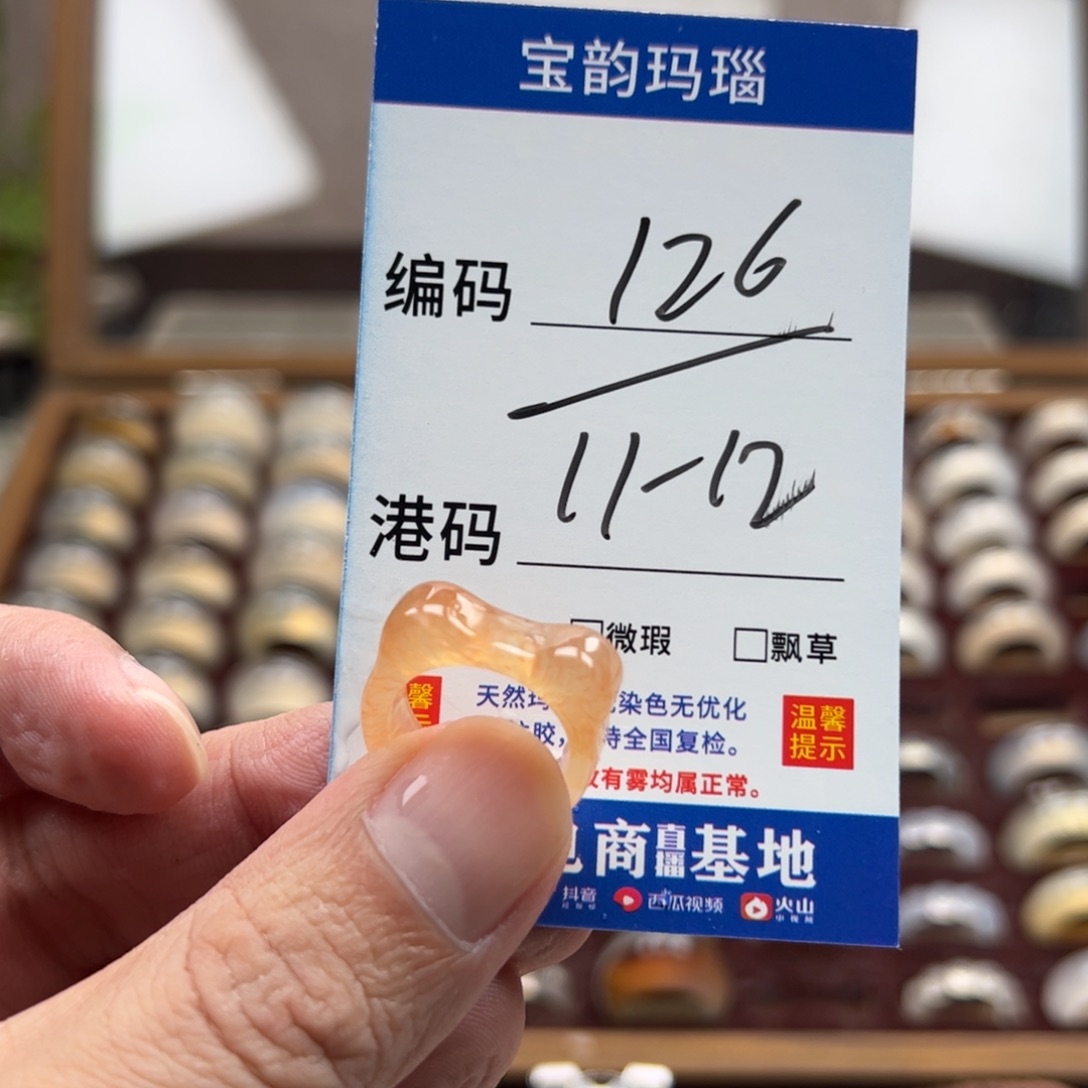 宝韵玛瑙
编码 126
港码 11-12
微瑕 飘草
天然玛 染色无优化
胶， 全国复检。
温馨提示
有雾均属正常。
商直播基地
抖音 西瓜视频 火山